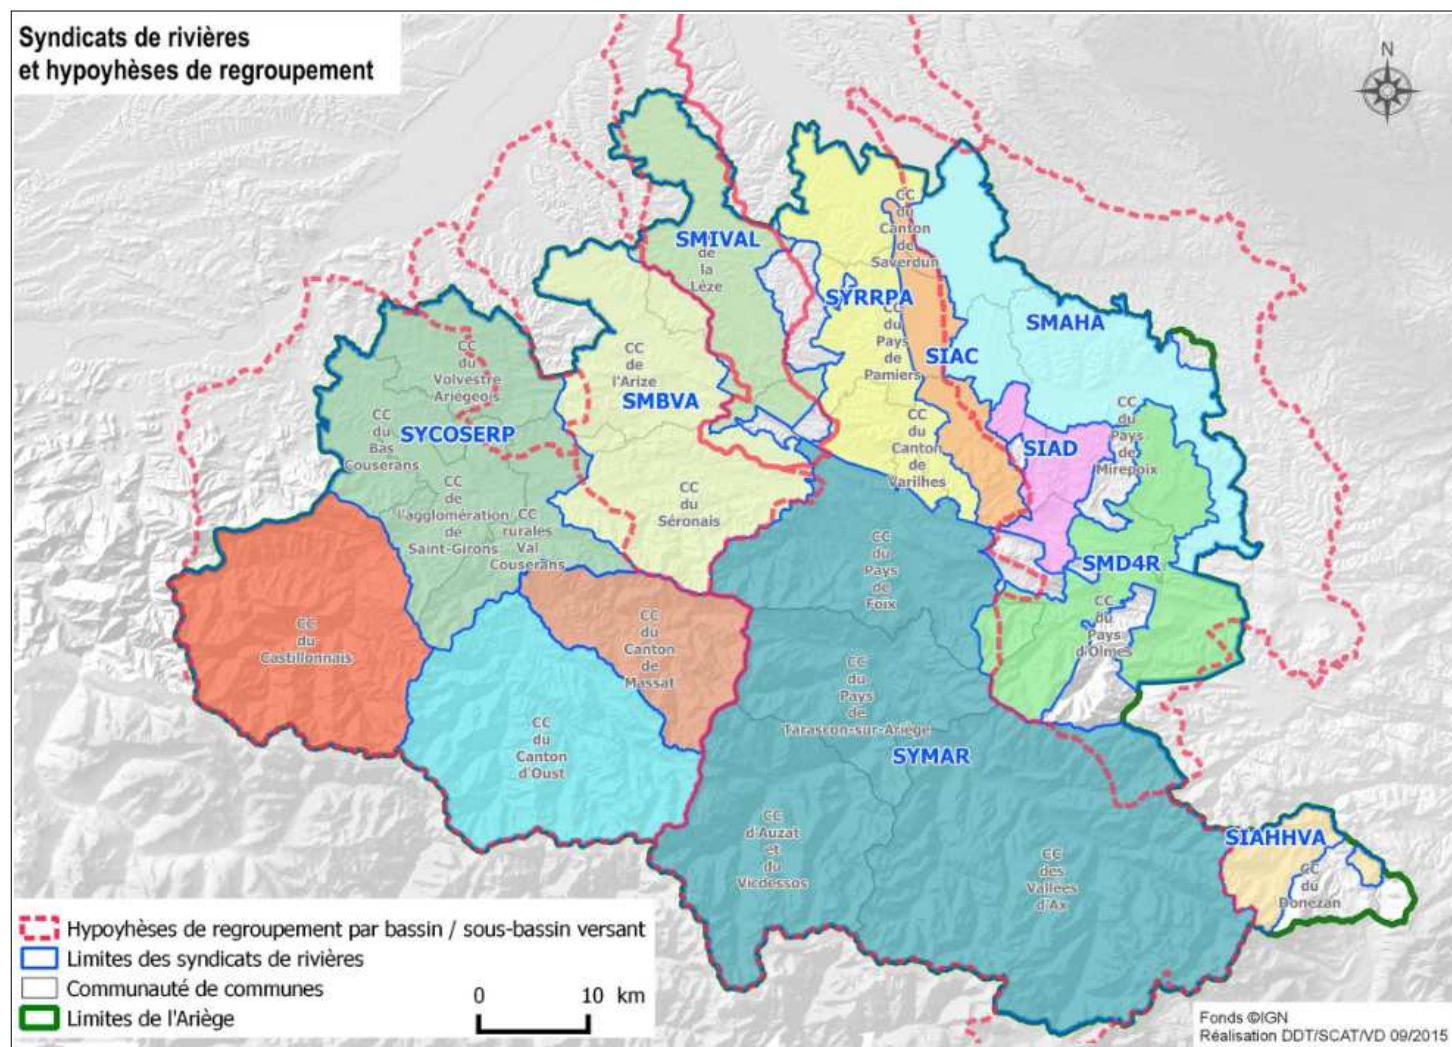 Syndicats de rivières
et hypoyhèses de regroupement
N
CC
du
Canton
de
Saverdun
SMIVAL
de
la
Lèze
SYRRPA
CC
du
Pays
de
Pamiers
SMAHA
SIAC
CC
de
l'Arize
SMBVA
CC
du
Volvestre
Ariégeois
CC
du
Bas
Couserans
SYCOSERP
CC
du
Canton
de
Varilhes
SIAD
CC
du
Pays
de
Mirepoix
CC
de
l'agglomération
de
Saint-Girons
CC
rurales
Val
Couserans
CC
du
Séronais
CC
du
Pays
de
Foix
SMD4R
CC
du
Pays
d'Olmes
CC
du
Castillonnais
CC
du
Canton
de
Massat
CC
du
Pays
de
Tarascon-sur-Ariège
SYMAR
CC
du
Canton
d'Oust
CC
d'Auzat
et
du
Vicdessos
CC
des
Vallées
d'Ax
SIAHHVA
CC
du
Donezan
Hypoyhèses de regroupement par bassin / sous-bassin versant
Limites des syndicats de rivières
Communauté de communes
Limites de l'Ariège
0 10 km
Fonds ©IGN
Réalisation DDT/SCAT/VD 09/2015